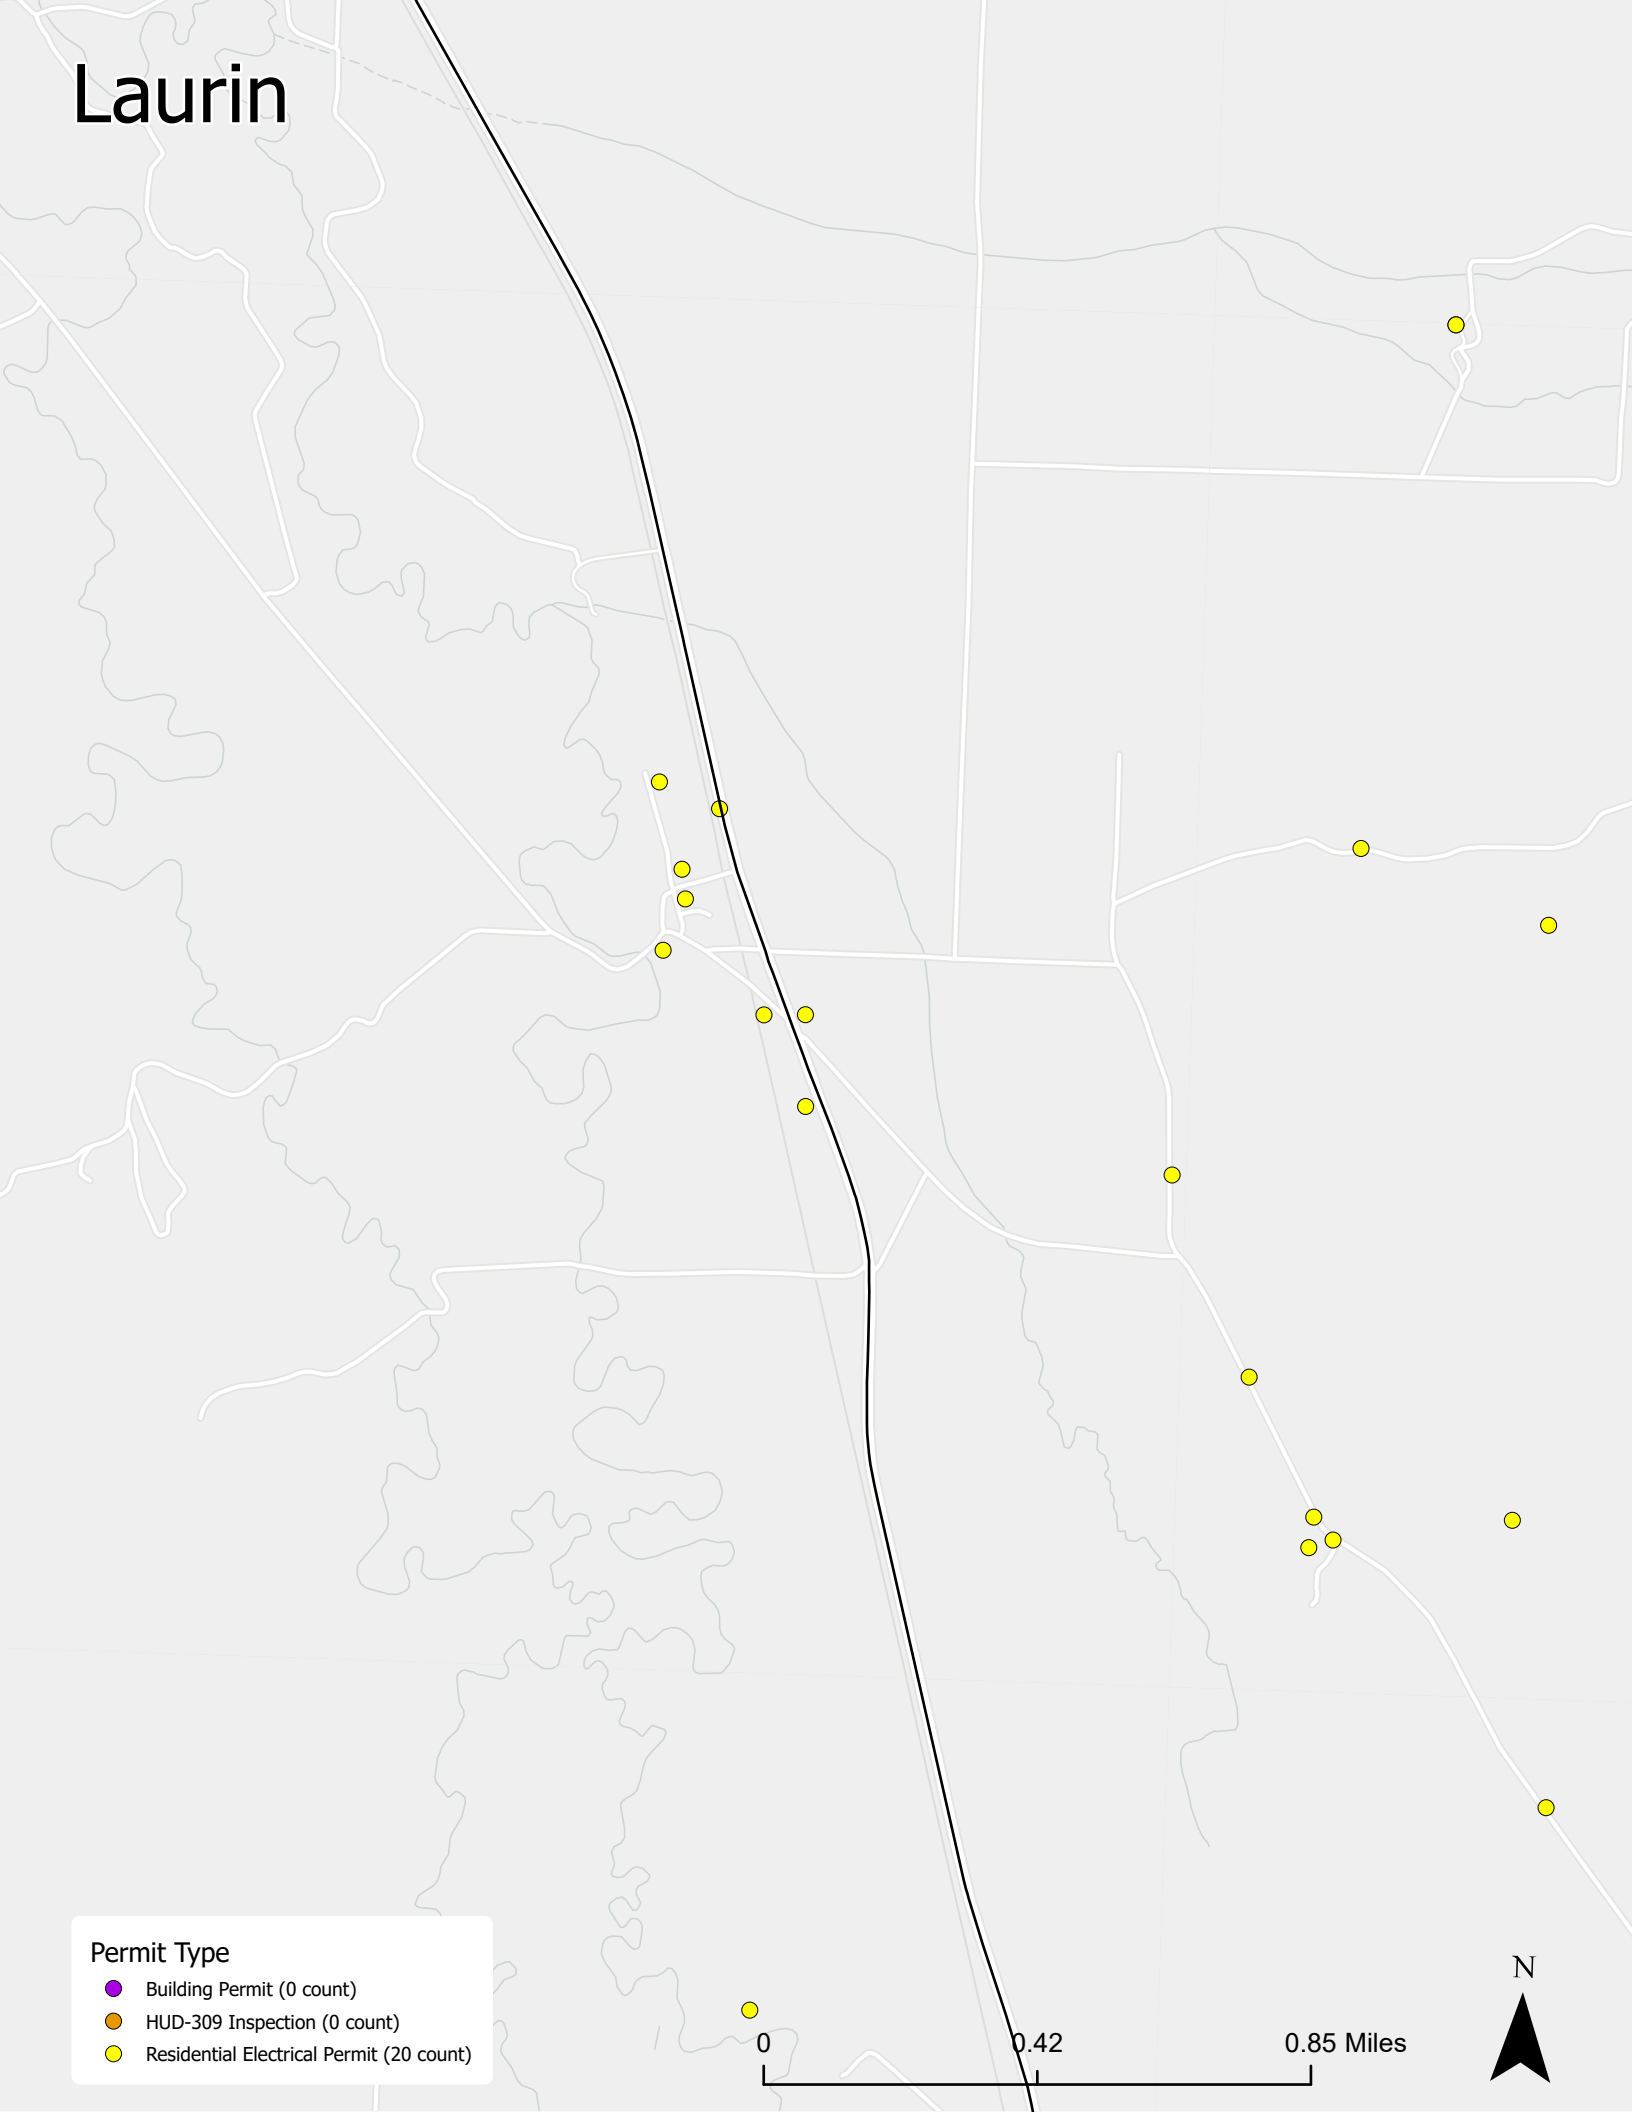 Laurin
Permit Type
Building Permit (0 count)
HUD-309 Inspection (0 count)
Residential Electrical Permit (20 count)
0 0.42 0.85 Miles
N